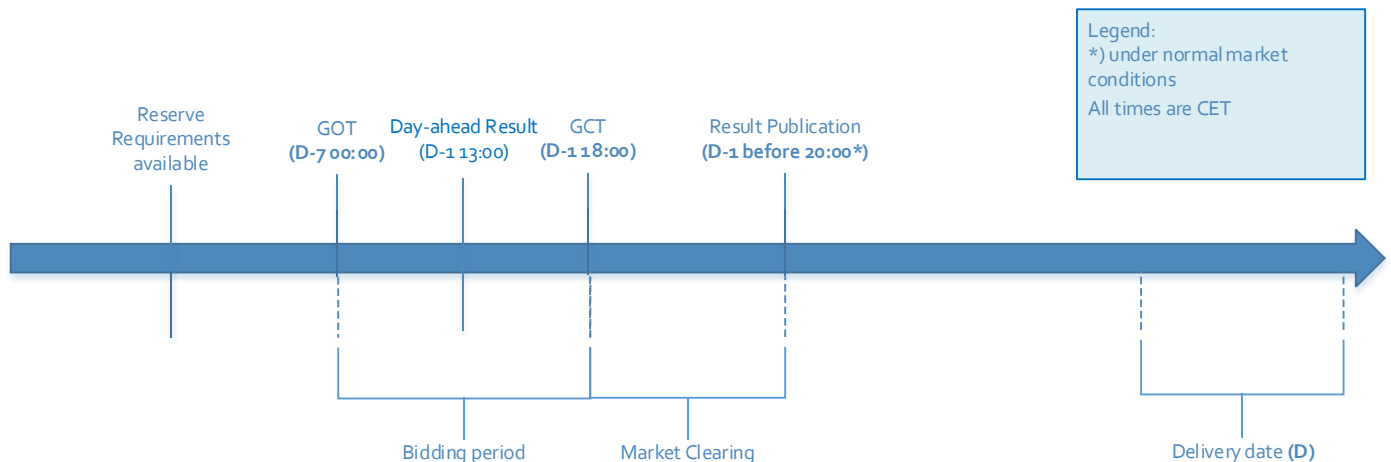 Legend:
*) under normal market
conditions
All times are CET
Reserve
Requirements
available
GOT
(D-7 00:00)
Day-ahead Result
(D-1 13:00)
GCT
(D-1 18:00)
Result Publication
(D-1 before 20:00*)
Bidding period
Market Clearing
Delivery date (D)